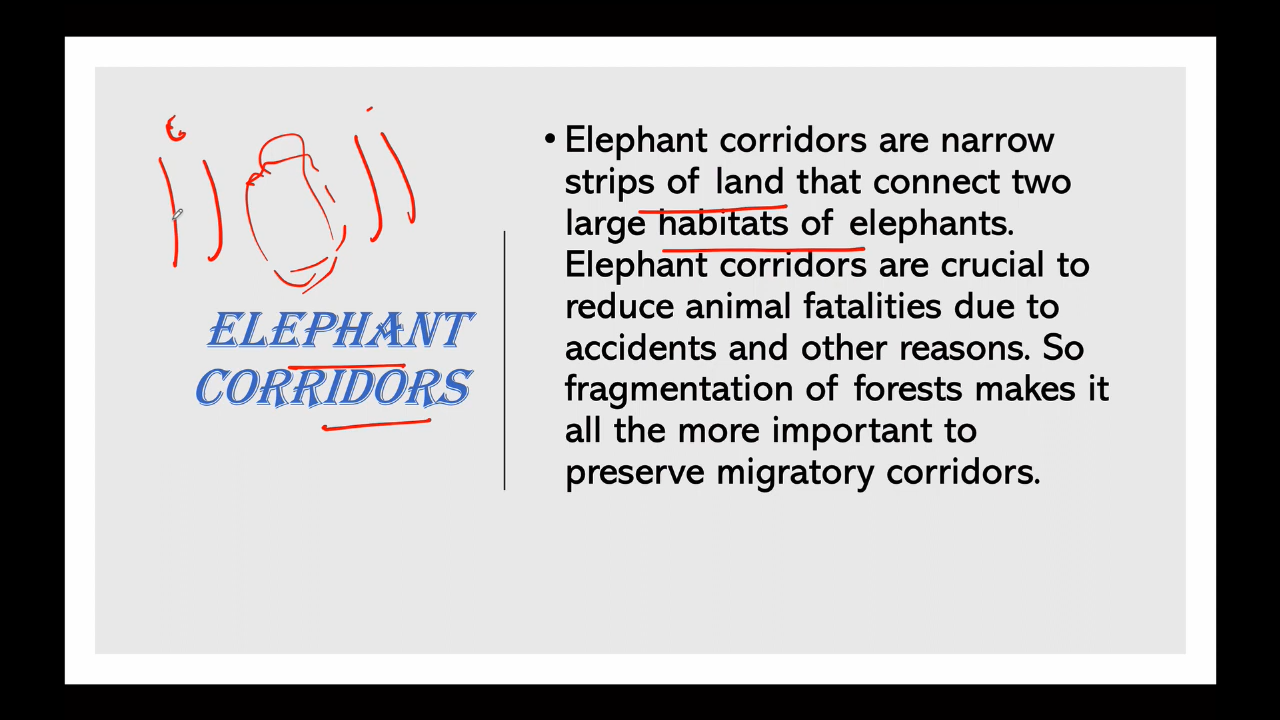 ELEPHANT
CORRIDORS
• Elephant corridors are narrow
strips of land that connect two
large habitats of elephants.
Elephant corridors are crucial to
reduce animal fatalities due to
accidents and other reasons. So
fragmentation of forests makes it
all the more important to
preserve migratory corridors.